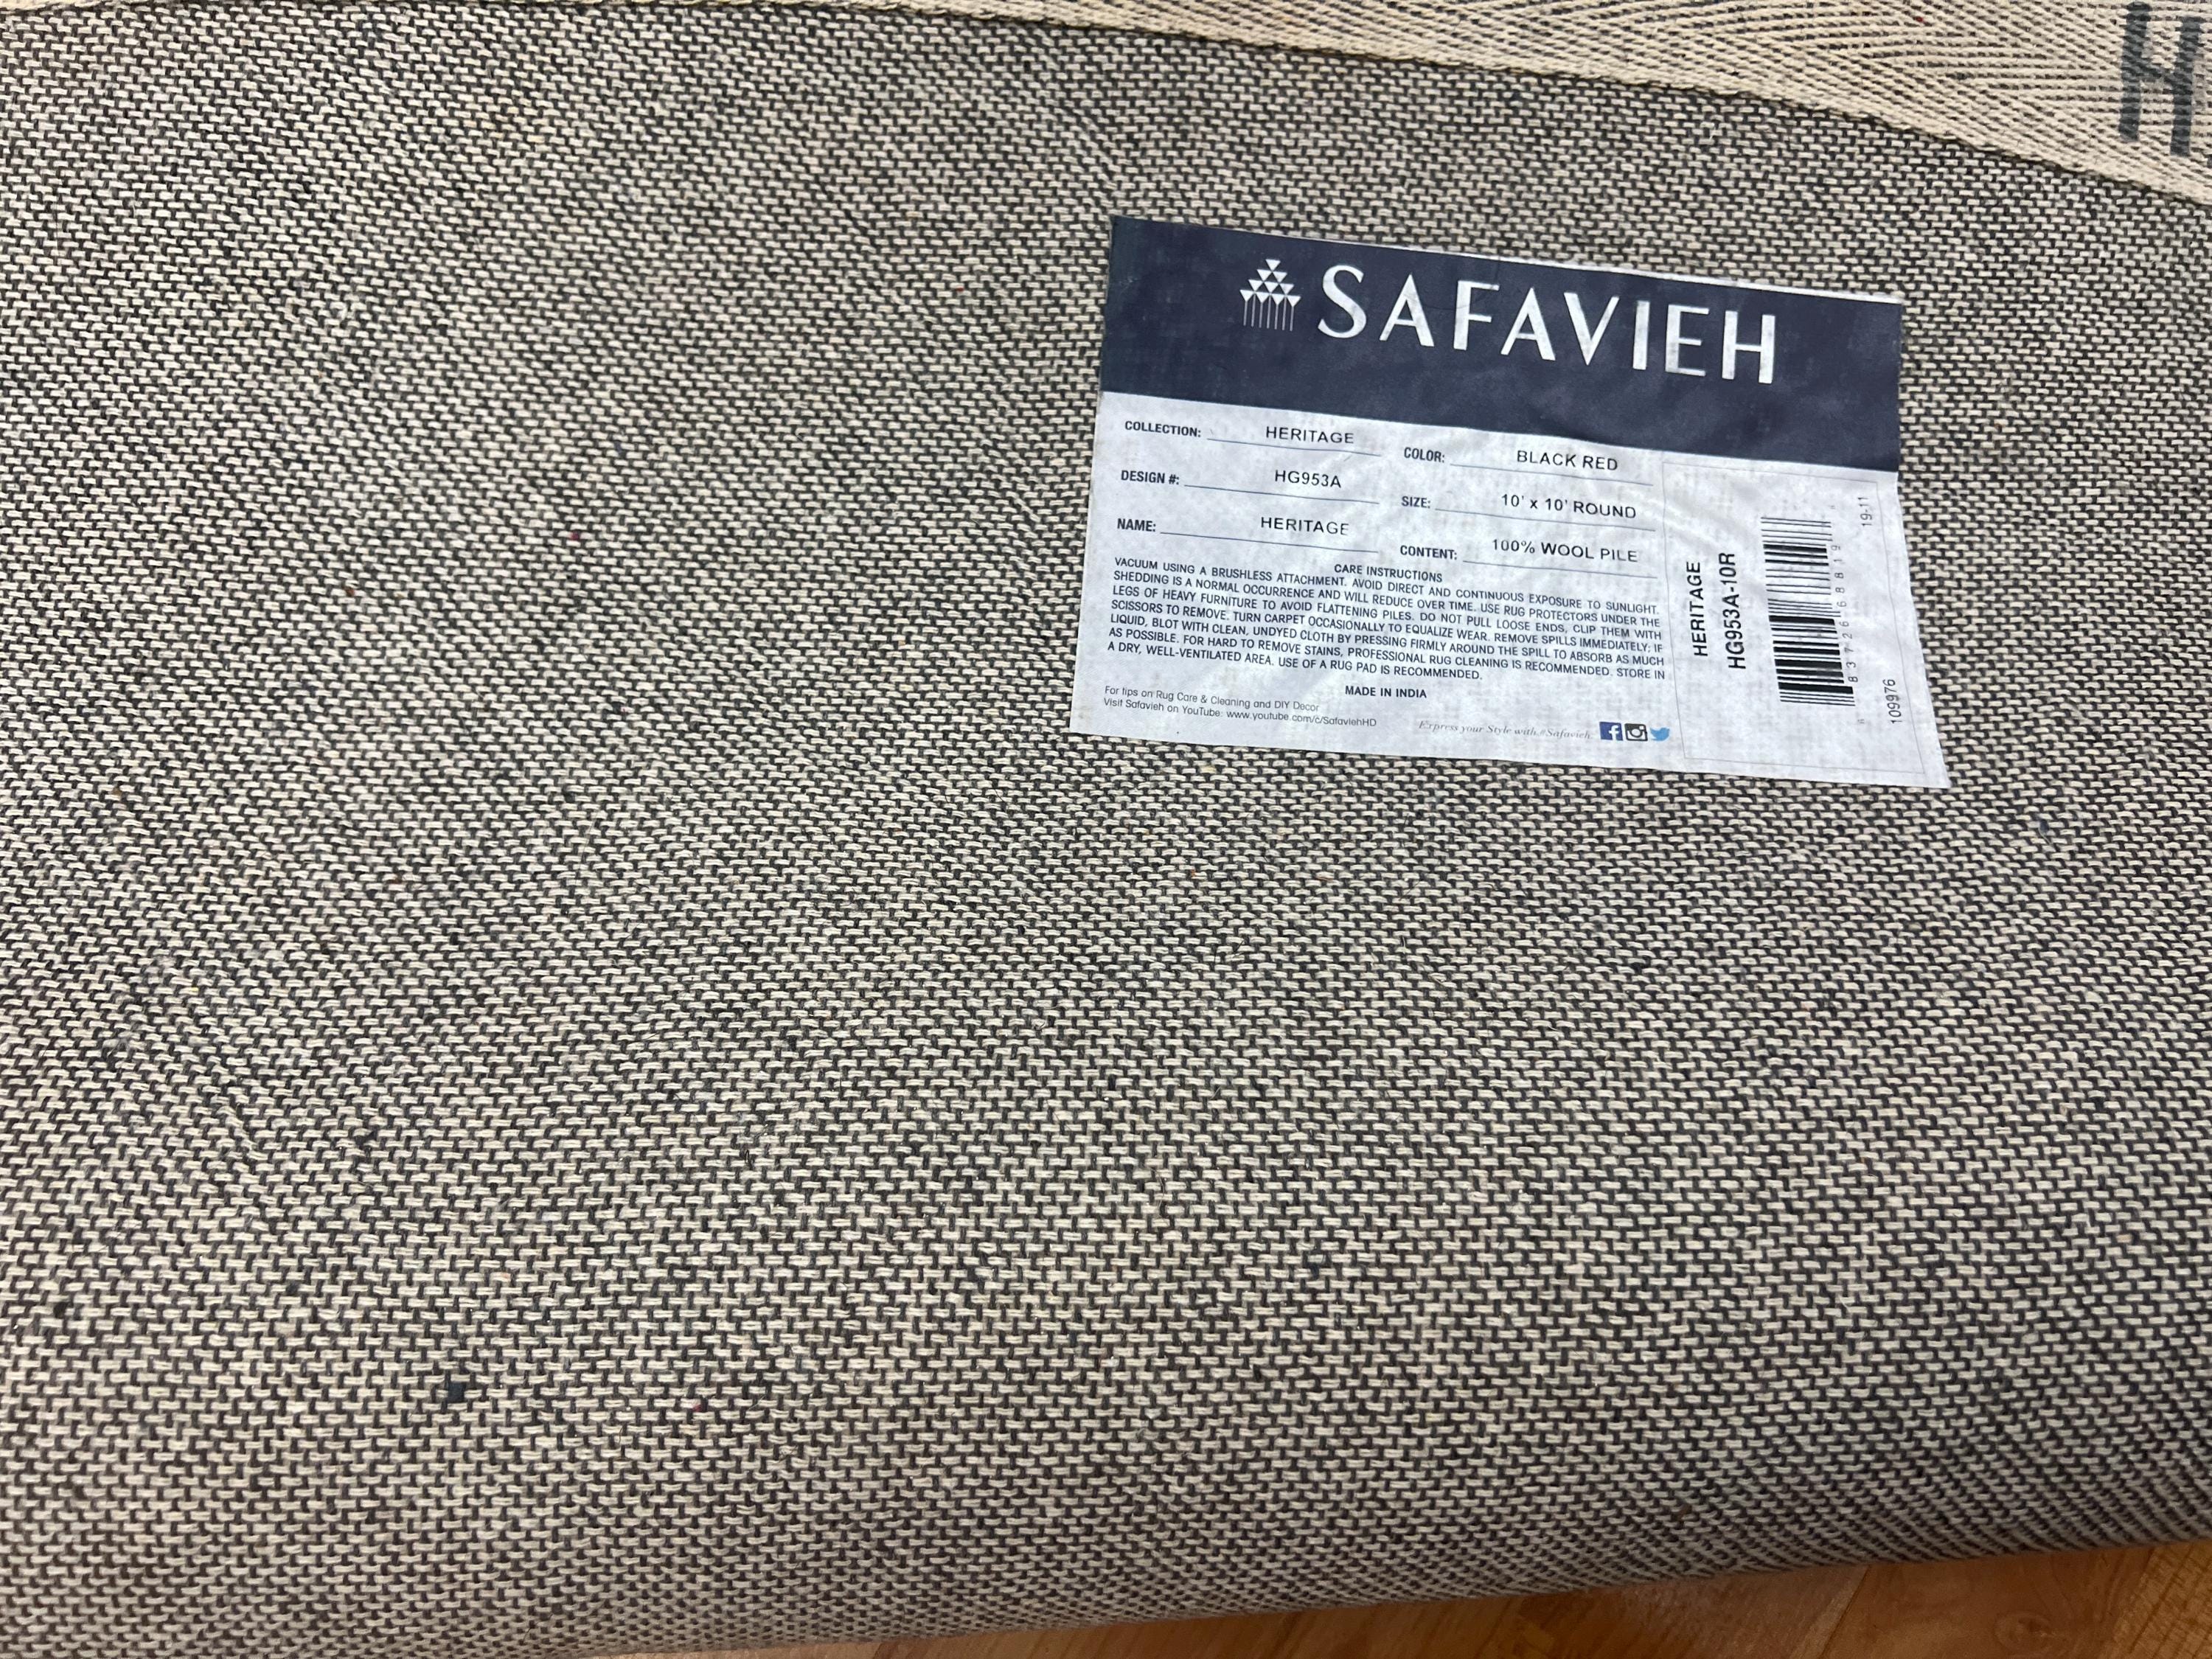 H
SAFAVIEH
COLLECTION: HERITAGE
COLOR: BLACK RED
DESIGN #: HG953A
SIZE: 10' x 10' ROUND
NAME: HERITAGE
CONTENT: 100% WOOL PILE
CARE INSTRUCTIONS
VACUUM USING A BRUSHLESS ATTACHMENT. AVOID DIRECT AND CONTINUOUS EXPOSURE TO SUNLIGHT.
SHEDDING IS A NORMAL OCCURRENCE AND WILL REDUCE OVER TIME. USE RUG PROTECTORS UNDER THE
LEGS OF HEAVY FURNITURE TO AVOID FLATTENING PILES. DO NOT PULL LOOSE ENDS, CLIP THEM WITH
SCISSORS TO REMOVE. TURN CARPET OCCASIONALLY TO EQUALIZE WEAR. REMOVE SPILLS IMMEDIATELY; IF
LIQUID, BLOT WITH CLEAN, UNDYED CLOTH BY PRESSING FIRMLY AROUND THE SPILL TO ABSORB AS MUCH
AS POSSIBLE. FOR HARD TO REMOVE STAINS, PROFESSIONAL RUG CLEANING IS RECOMMENDED. STORE IN
A DRY, WELL-VENTILATED AREA. USE OF A RUG PAD IS RECOMMENDED.
MADE IN INDIA
For tips on Rug Care & Cleaning and DIY Decor
Visit Safavieh on YouTube: www.youtube.com/c/SafaviehHD
Express your Style with #Safavieh
HERITAGE
HG953A-10R
19-11
109976